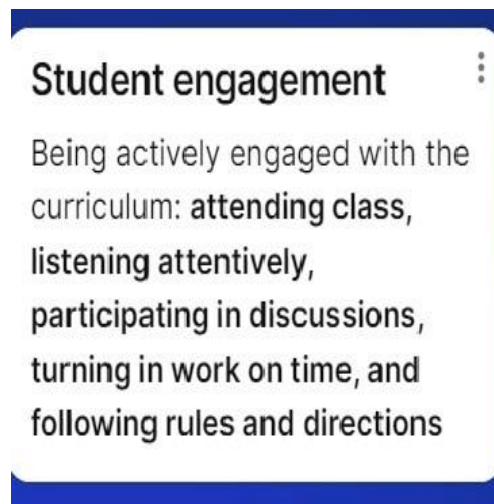 Student engagement
Being actively engaged with the
curriculum: attending class,
listening attentively,
participating in discussions,
turning in work on time, and
following rules and directions